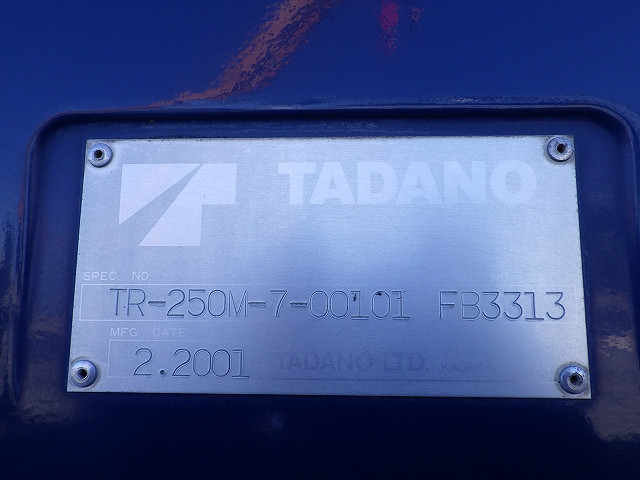 TADANO
SPEC. NO.
TR-250M-7-00101 FB3313
MFG. DATE
2.2001 TADANO LTD.